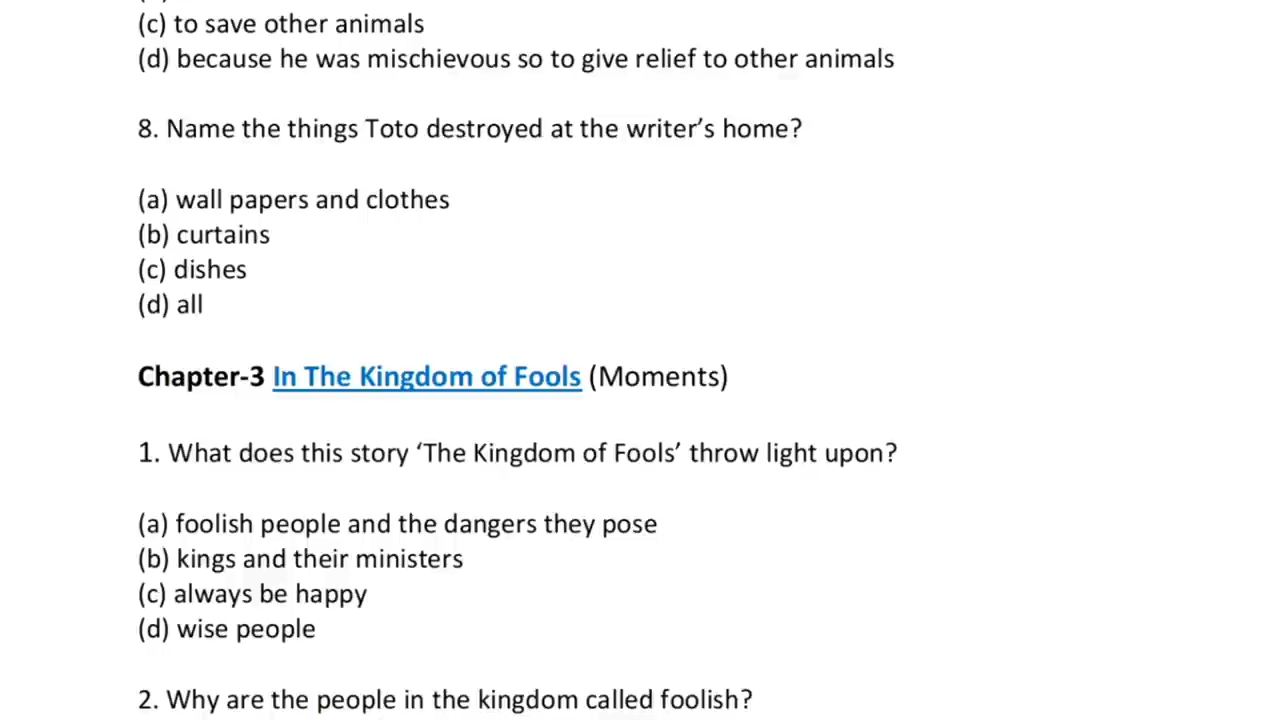 (c) to save other animals
(d) because he was mischievous so to give relief to other animals
8. Name the things Toto destroyed at the writer’s home?
(a) wall papers and clothes
(b) curtains
(c) dishes
(d) all
Chapter-3 In The Kingdom of Fools (Moments)
1. What does this story ‘The Kingdom of Fools’ throw light upon?
(a) foolish people and the dangers they pose
(b) kings and their ministers
(c) always be happy
(d) wise people
2. Why are the people in the kingdom called foolish?